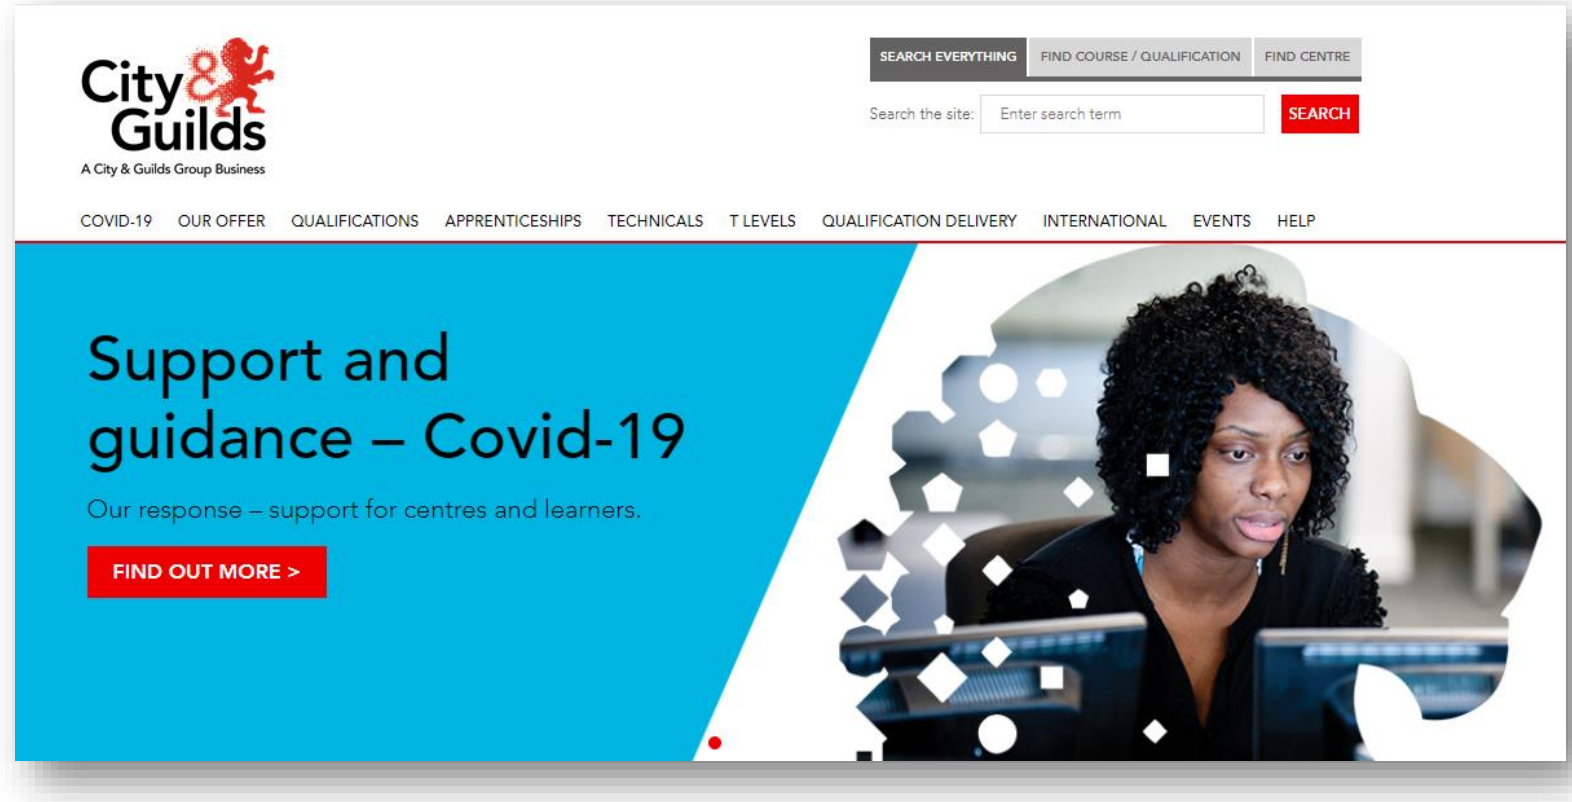 City&
Guilds
A City & Guilds Group Business
SEARCH EVERYTHING FIND COURSE / QUALIFICATION FIND CENTRE
Search the site: Enter search term SEARCH
COVID-19 OUR OFFER QUALIFICATIONS APPRENTICESHIPS TECHNICALS T LEVELS QUALIFICATION DELIVERY INTERNATIONAL EVENTS HELP
Support and
guidance – Covid-19
Our response – support for centres and learners.
FIND OUT MORE >